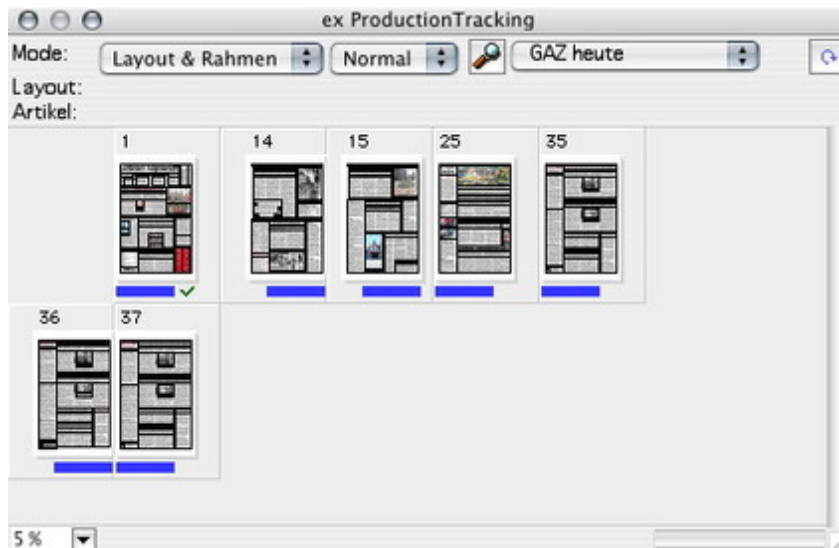 ex ProductionTracking
Mode: Layout & Rahmen Normal GAZ heute
Layout:
Artikel:
1 14 15 25 35
36 37
5 %